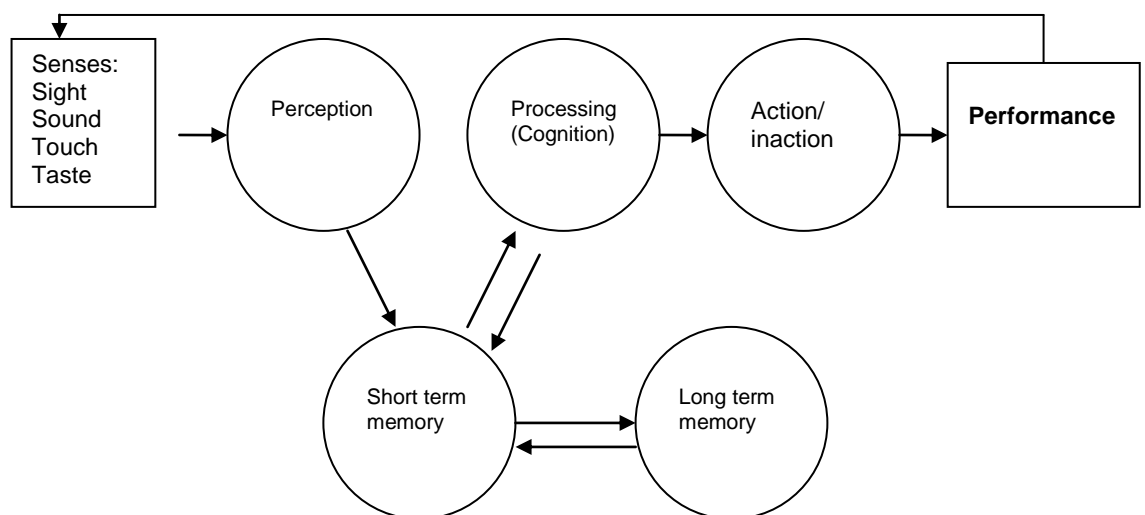 Senses:
Sight
Sound
Touch
Taste
Perception
Processing
(Cognition)
Action/
inaction
Performance
Short term
memory
Long term
memory